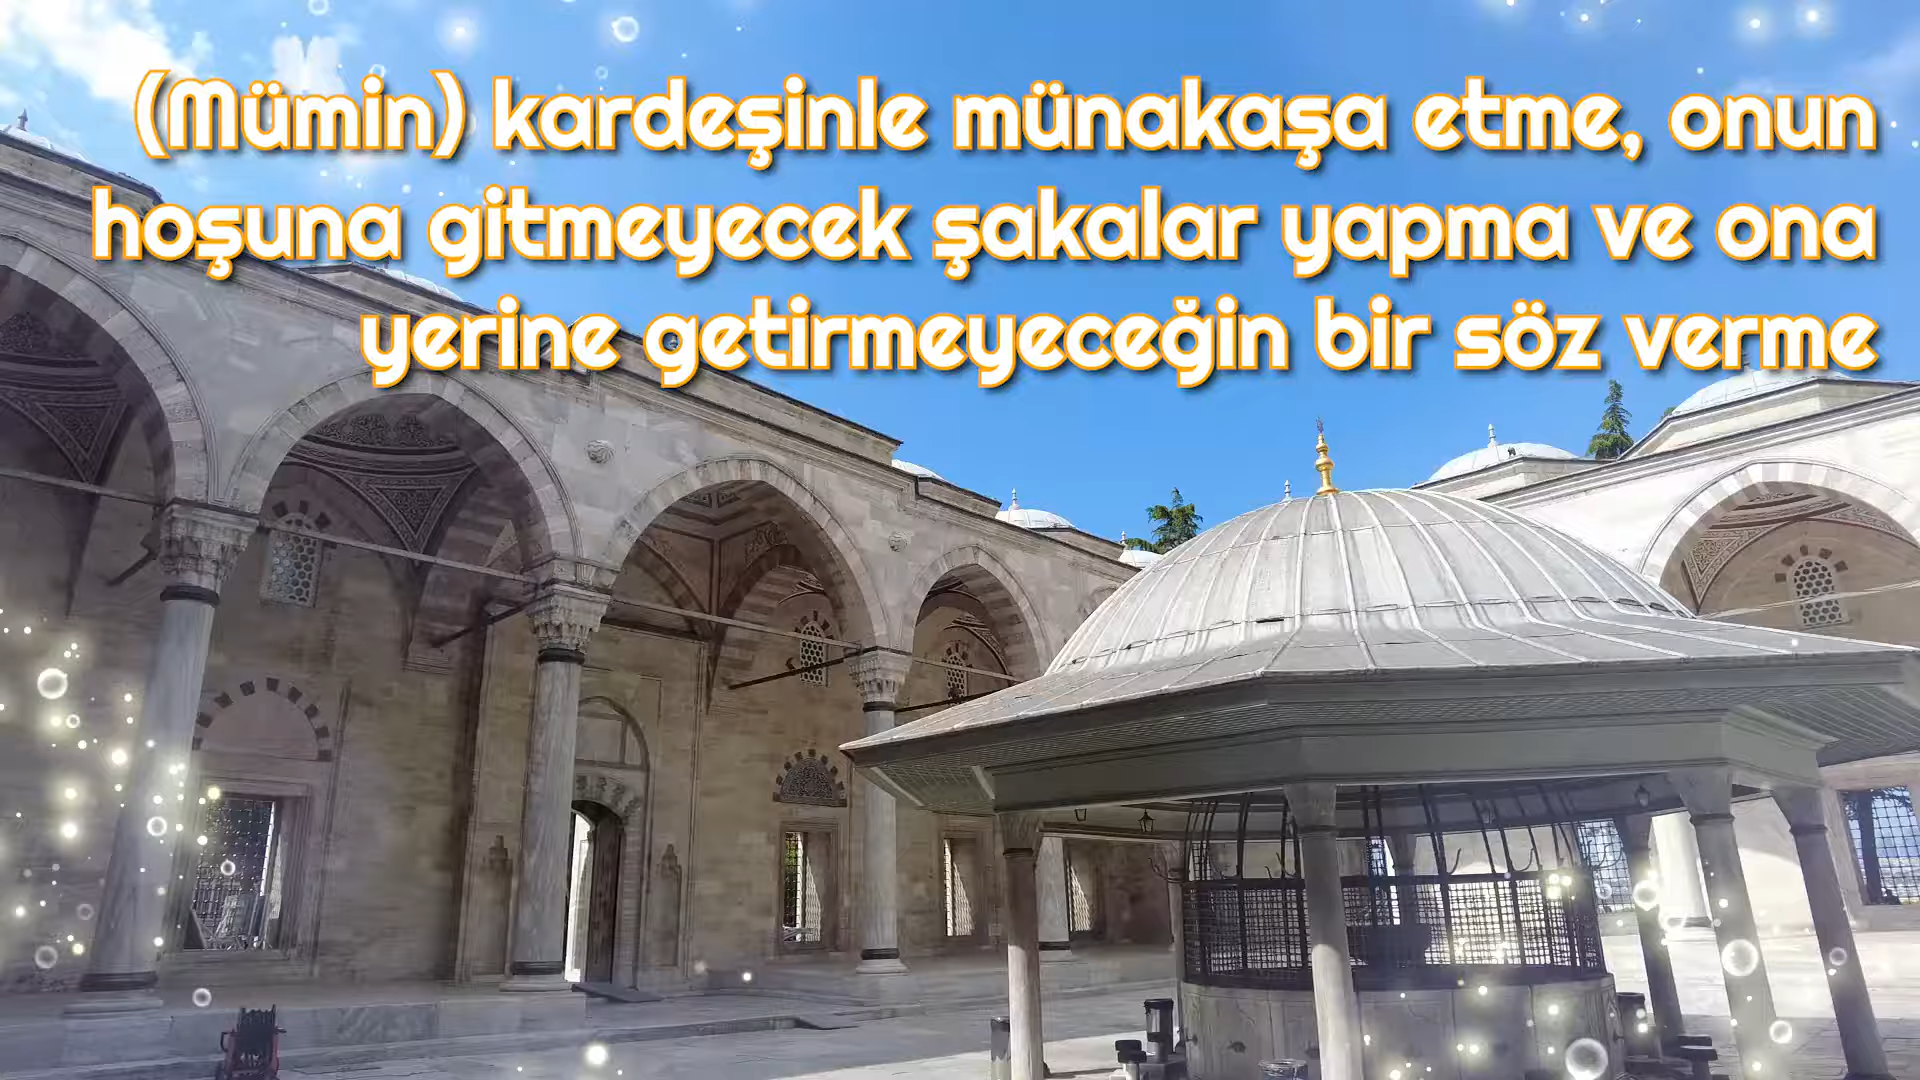 (Mümin) kardeşinle münakaşa etme, onun
hoşuna gitmeyecek şakalar yapma ve ona
yerine getirmeyeceğin bir söz verme